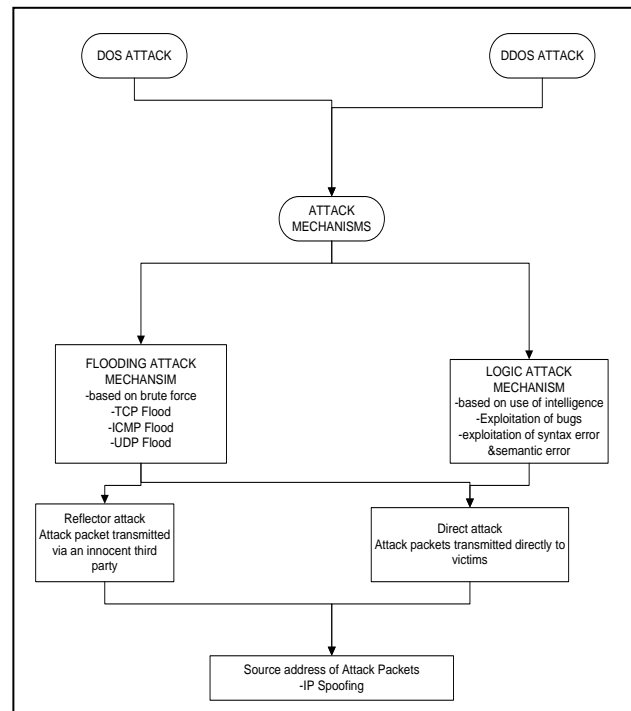 DOS ATTACK
DDOS ATTACK
ATTACK
MECHANISMS
FLOODING ATTACK
MECHANSIM
-based on brute force
-TCP Flood
-ICMP Flood
-UDP Flood
LOGIC ATTACK
MECHANISM
-based on use of intelligence
-Exploitation of bugs
-exploitation of syntax error
&semantic error
Reflector attack
Attack packet transmitted
via an innocent third
party
Direct attack
Attack packets transmitted directly to
victims
Source address of Attack Packets
-IP Spoofing